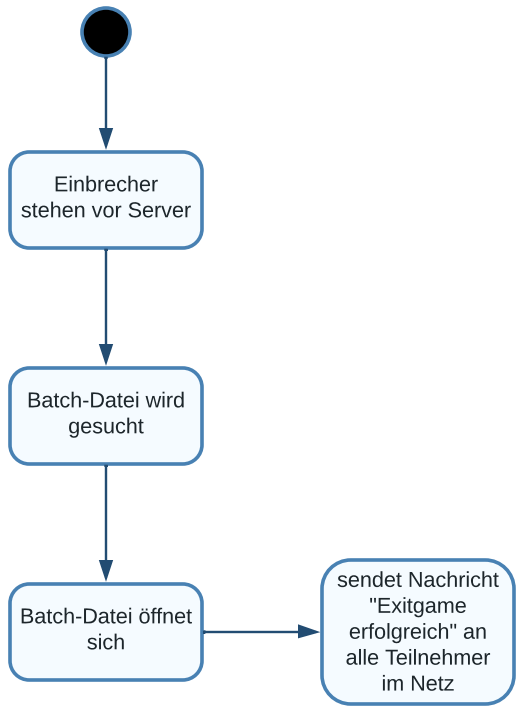 Einbrecher
stehen vor Server
Batch-Datei wird
gesucht
Batch-Datei öffnet
sich
sendet Nachricht
"Exitgame
erfolgreich" an
alle Teilnehmer
im Netz